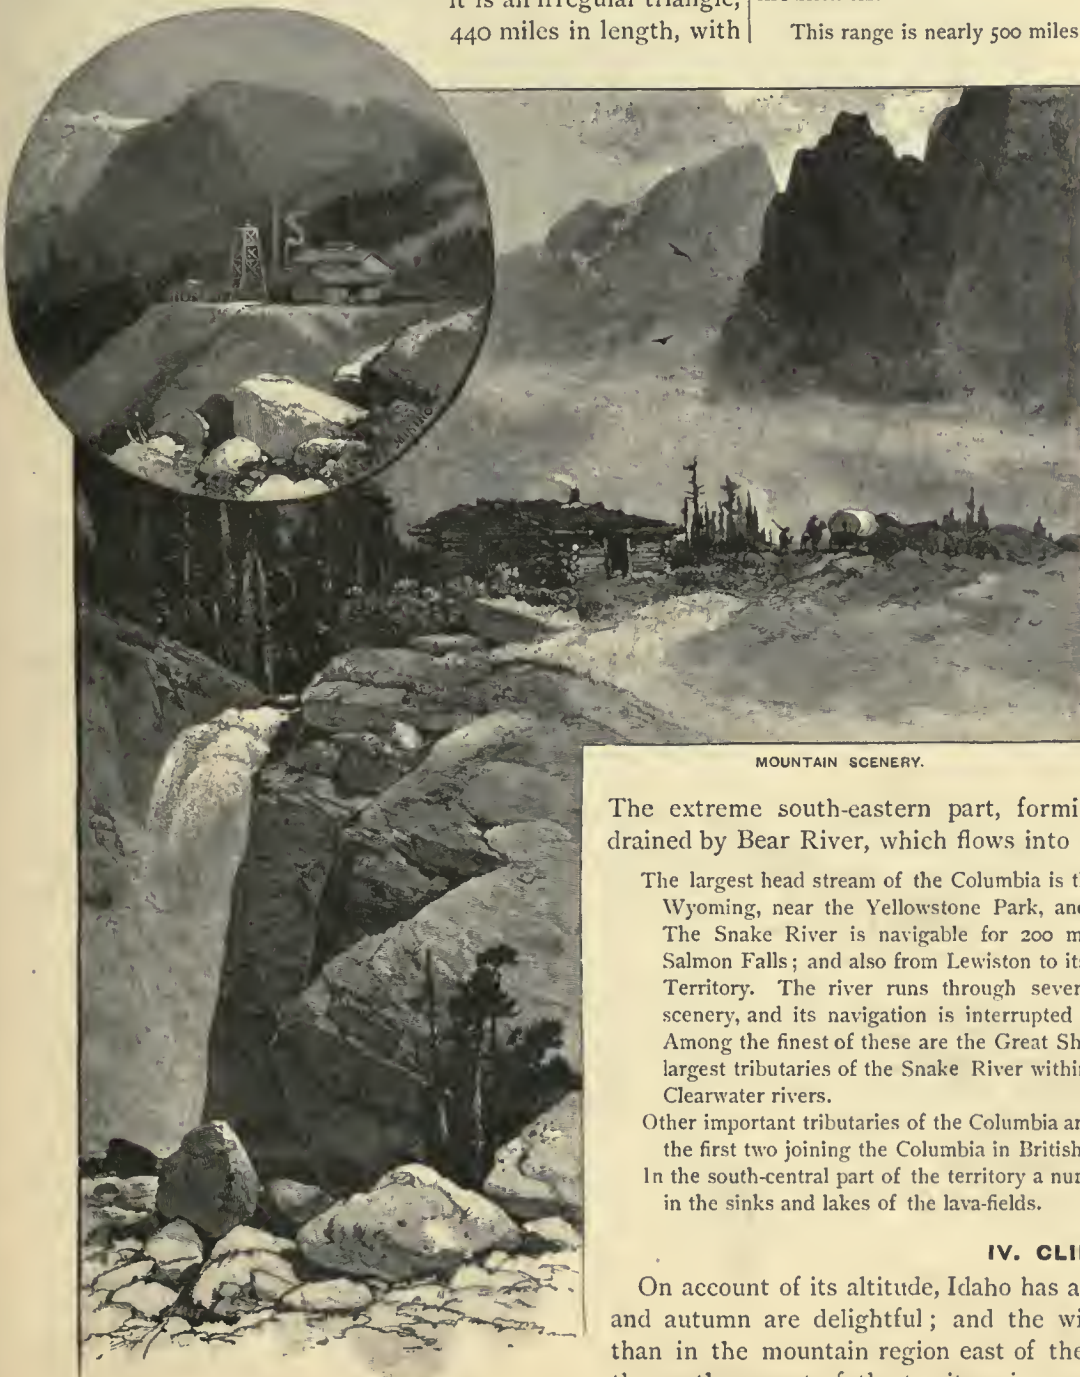 It is an irregular triangle,
440 miles in length, with
This range is nearly 500 miles
MOUNTAIN SCENERY.
The extreme south-eastern part, formi
drained by Bear River, which flows into
The largest head stream of the Columbia is t
Wyoming, near the Yellowstone Park, and
The Snake River is navigable for 200 m
Salmon Falls; and also from Lewiston to it
Territory. The river runs through sever
scenery, and its navigation is interrupted
Among the finest of these are the Great Sh
largest tributaries of the Snake River within
Clearwater rivers.
Other important tributaries of the Columbia ar
the first two joining the Columbia in British
In the south-central part of the territory a nu
in the sinks and lakes of the lava-fields.
IV. CLI
On account of its altitude, Idaho has a
and autumn are delightful; and the wi
than in the mountain region east of the